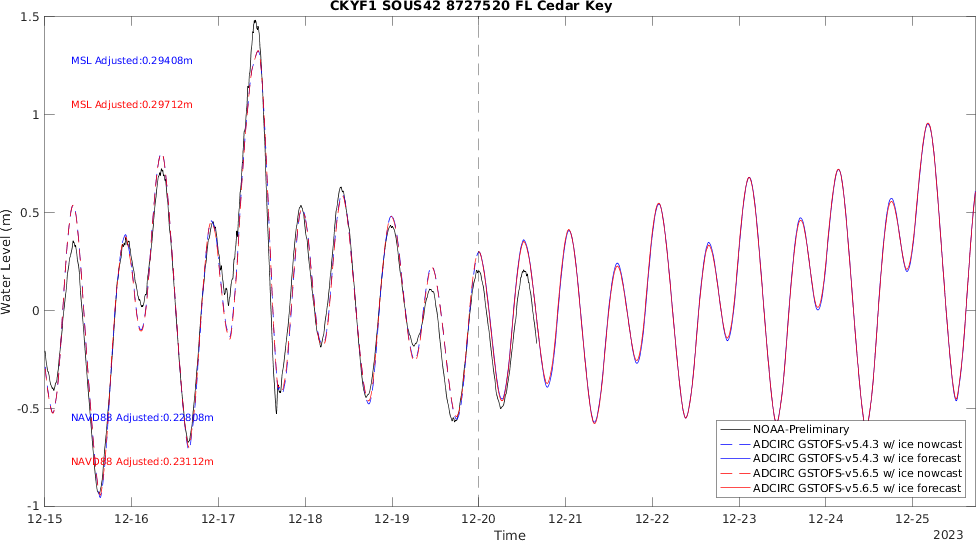 CKYF1 SOUS42 8727520 FL Cedar Key
1.5
1
0.5
0
-0.5
-1
Water Level (m)
MSL Adjusted:0.29408m
MSL Adjusted:0.29712m
NAVD88 Adjusted:0.22808m
NAVD88 Adjusted:0.23112m
NOAA-Preliminary
ADCIRC GSTOFS-v5.4.3 w/ ice nowcast
ADCIRC GSTOFS-v5.4.3 w/ ice forecast
ADCIRC GSTOFS-v5.6.5 w/ ice nowcast
ADCIRC GSTOFS-v5.6.5 w/ ice forecast
12-15 12-16 12-17 12-18 12-19 12-20 12-21 12-22 12-23 12-24 12-25
Time
2023